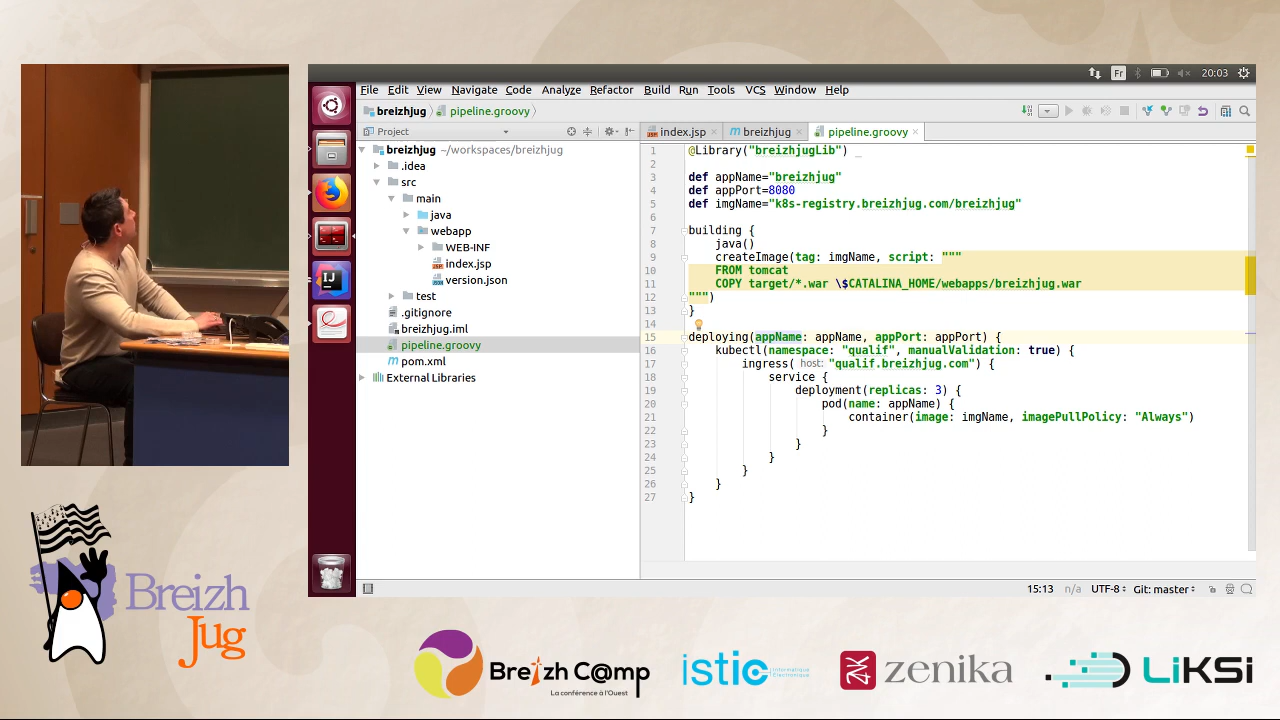 Fr 20:03
File Edit View Navigate Code Analyze Refactor Build Run Tools VCS Window Help
breizhjug pipeline.groovy
Project
index.jsp breizhjug pipeline.groovy
breizhjug ~/workspaces/breizhjug
.idea
src
main
java
webapp
WEB-INF
index.jsp
version.json
test
.gitignore
breizhjug.iml
pipeline.groovy
pom.xml
External Libraries
1 @Library("breizhjugLib") _
2
3 def appName="breizhjug"
4 def appPort=8080
5 def imgName="k8s-registry.breizhjug.com/breizhjug"
6
7 building {
8 java()
9 createImage(tag: imgName, script: """
10 FROM tomcat
11 COPY target/*.war \$CATALINA_HOME/webapps/breizhjug.war
12 """)
13 }
14
15 deploying(appName: appName, appPort: appPort) {
16 kubectl(namespace: "qualif", manualValidation: true) {
17 ingress( host: "qualif.breizhjug.com") {
18 service {
19 deployment(replicas: 3) {
20 pod(name: appName) {
21 container(image: imgName, imagePullPolicy: "Always")
22 }
23 }
24 }
25 }
26 }
27 }
15:13 n/a UTF-8 Git: master
IJ
Breizh
Jug
Breizh C@mp
La conférence à l'Ouest
istic Informatique
Électronique
zenika
LiKSi